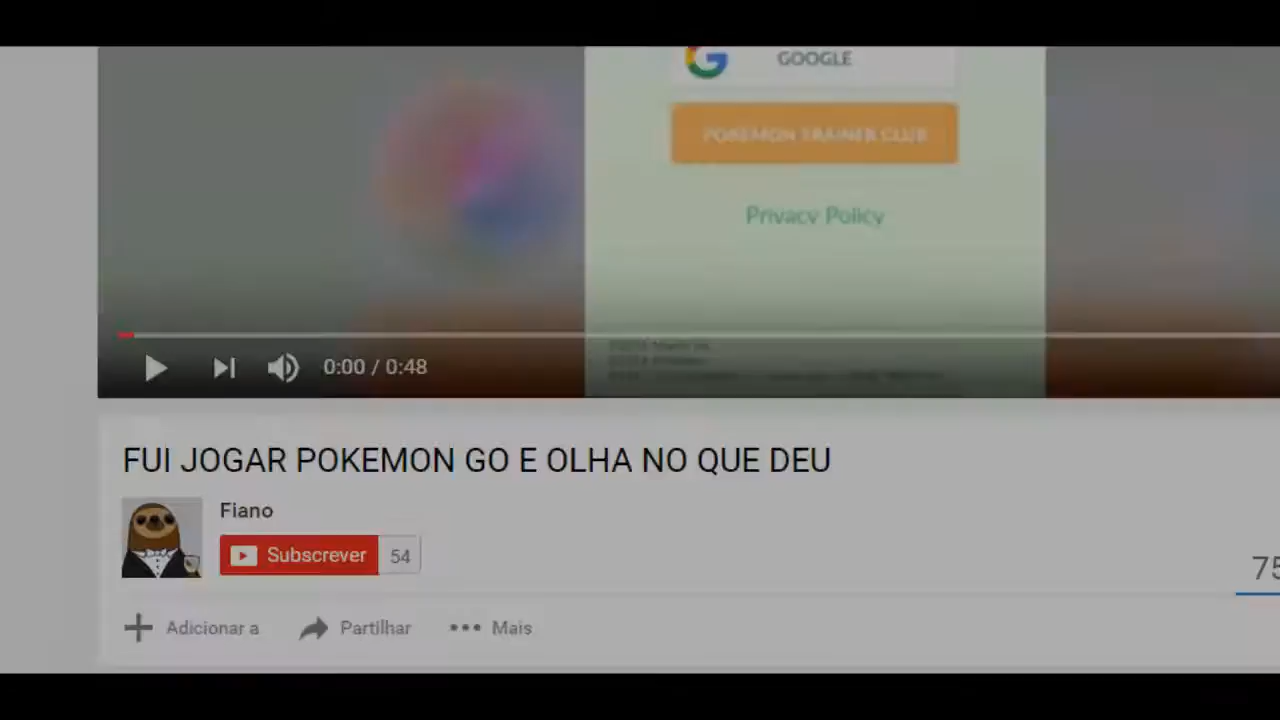 GOOGLE
POKÉMON TRAINER CLUB
Privacy Policy
0:00 / 0:48
FUI JOGAR POKEMON GO E OLHA NO QUE DEU
Fiano
Subscrever 54
75
Adicionar a Partilhar Mais